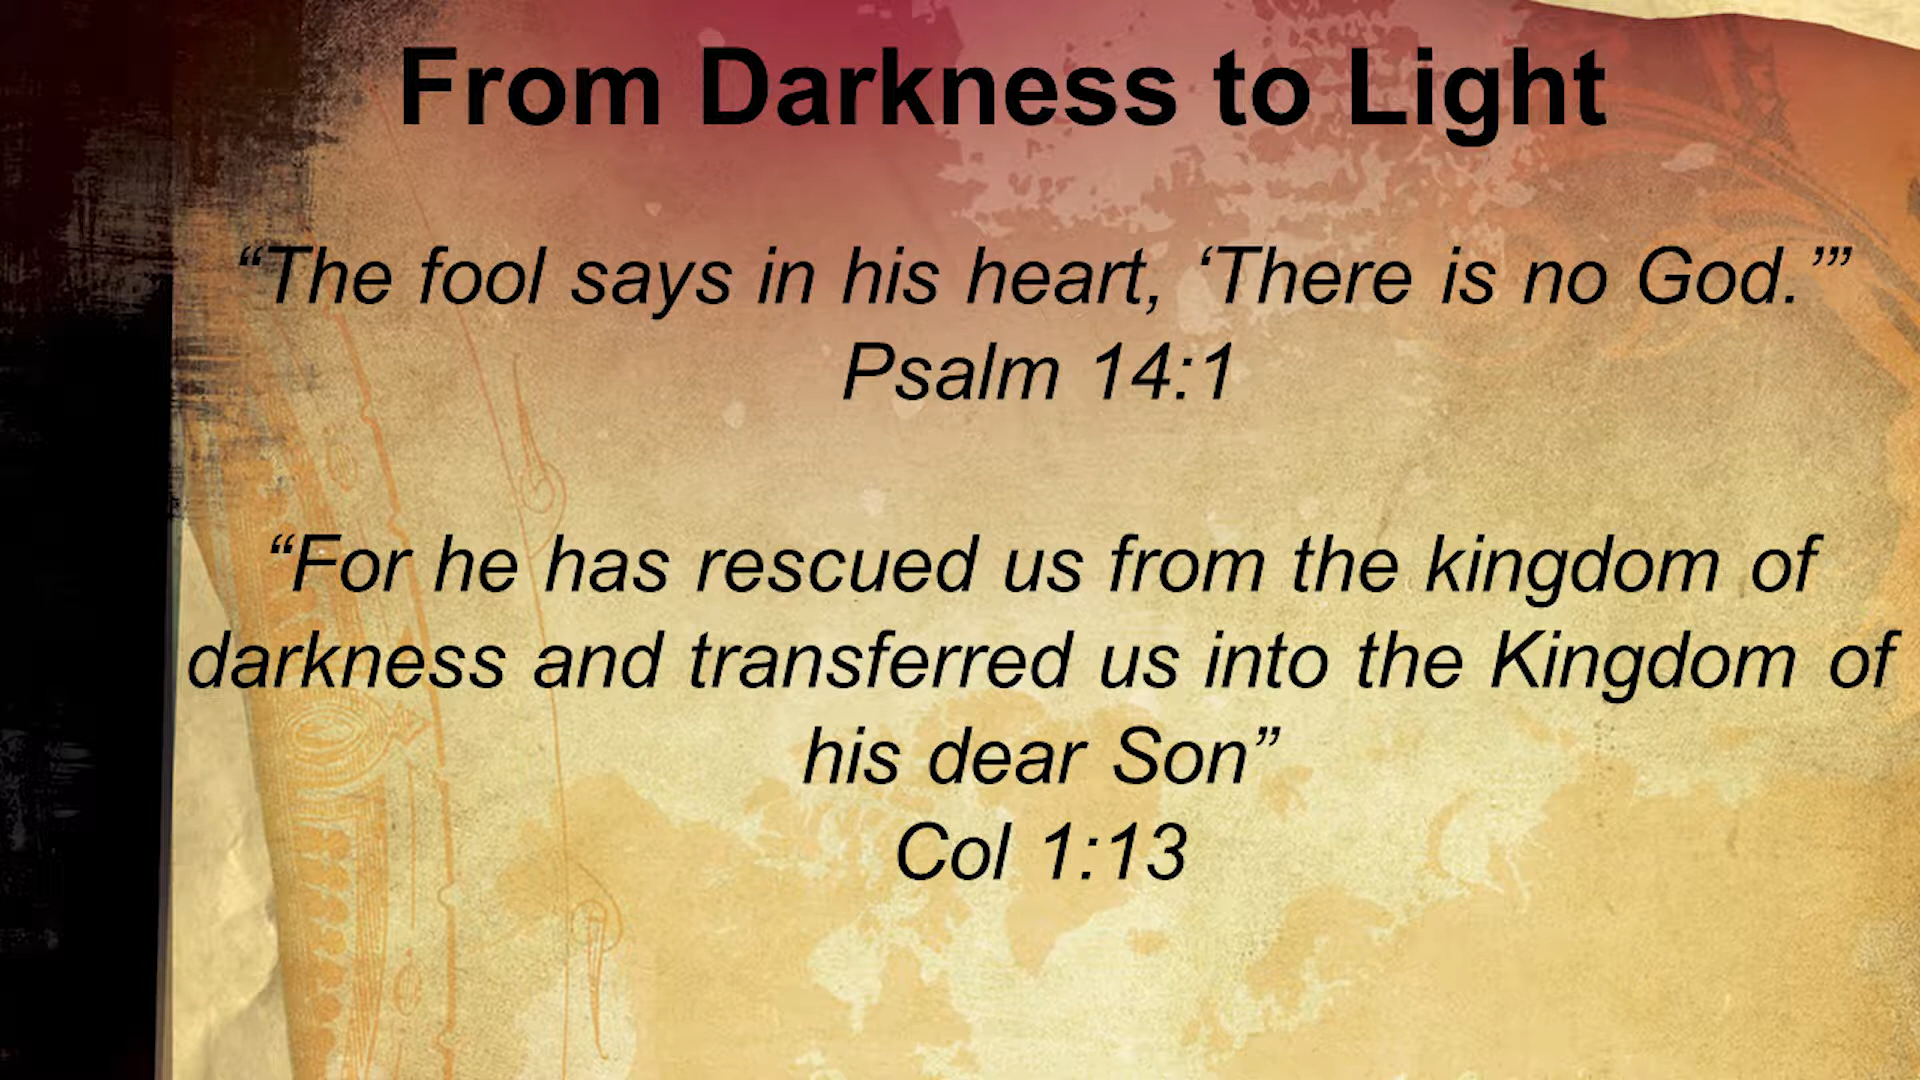 From Darkness to Light
“The fool says in his heart, ‘There is no God.’”
Psalm 14:1
“For he has rescued us from the kingdom of
darkness and transferred us into the Kingdom of
his dear Son”
Col 1:13